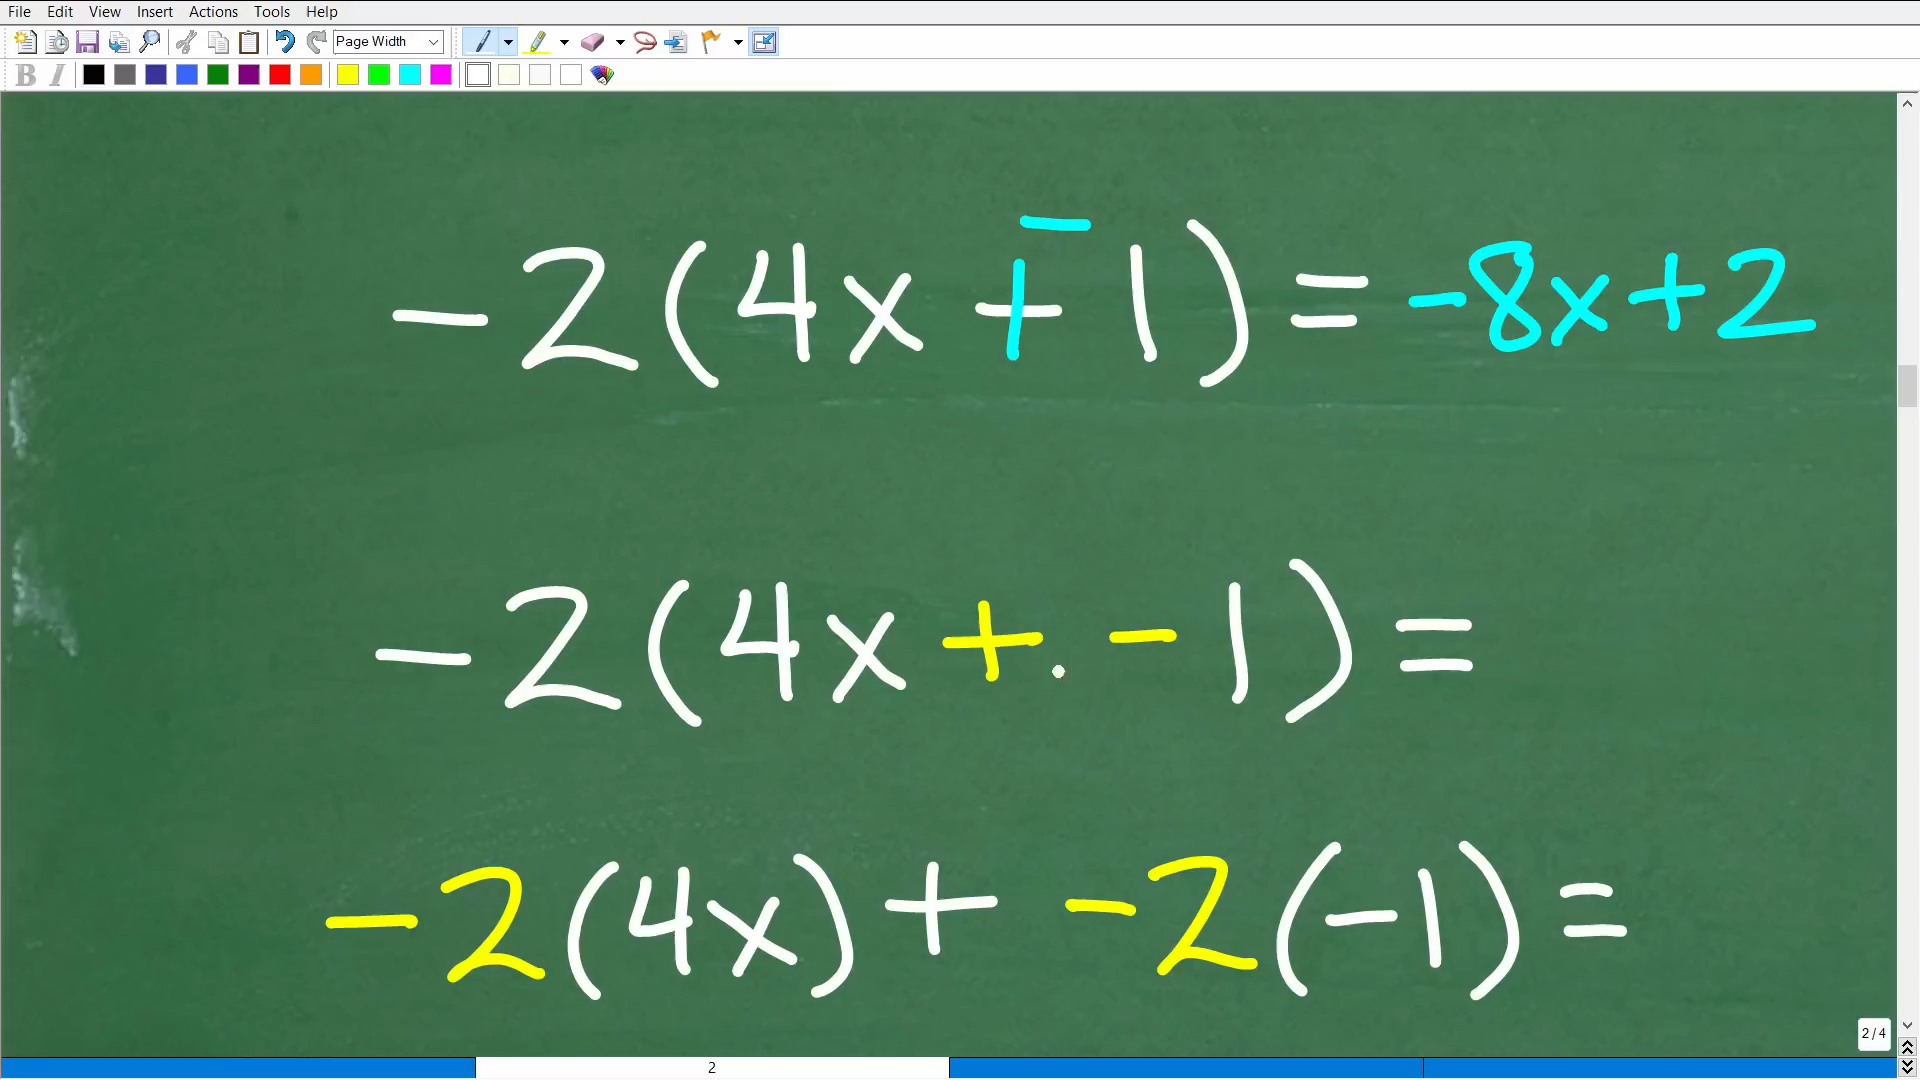 File Edit View Insert Actions Tools Help
Page Width
B I
−
−2(4x + 1) = −8x+2
−2(4x + − 1) =
−2(4x) + −2(−1) =
2/4
2